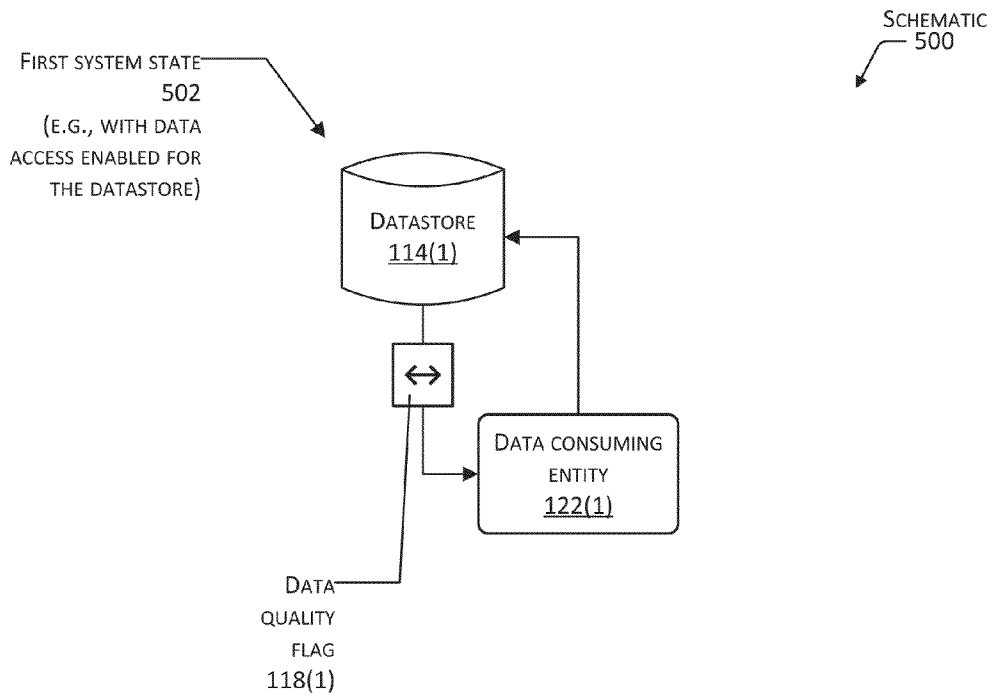 SCHEMATIC
500
FIRST SYSTEM STATE
502
(E.G., WITH DATA
ACCESS ENABLED FOR
THE DATASTORE)
DATASTORE
114(1)
DATA CONSUMING
ENTITY
122(1)
DATA
QUALITY
FLAG
118(1)